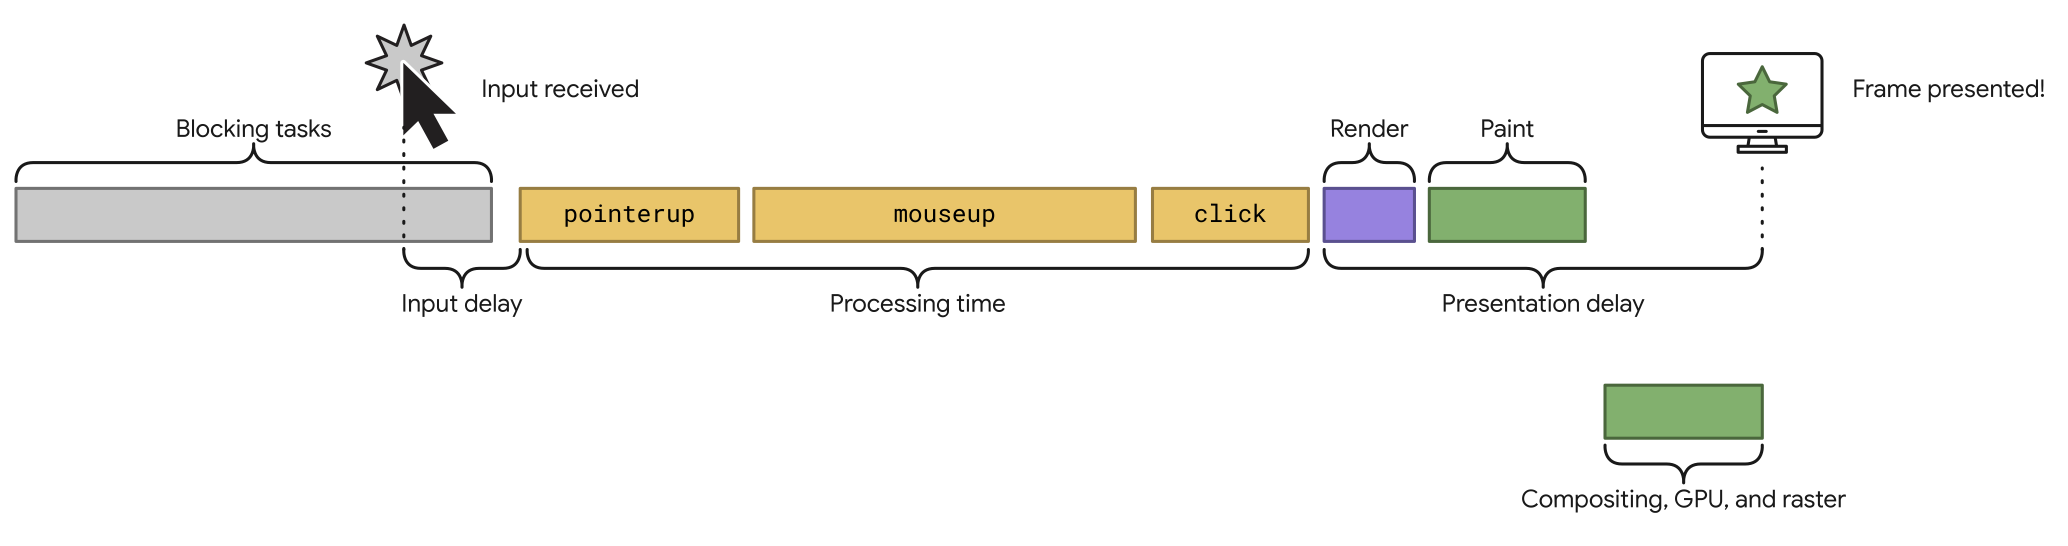 Input received
Frame presented!
Blocking tasks
Render
Paint
pointerup
mouseup
click
Input delay
Processing time
Presentation delay
Compositing, GPU, and raster